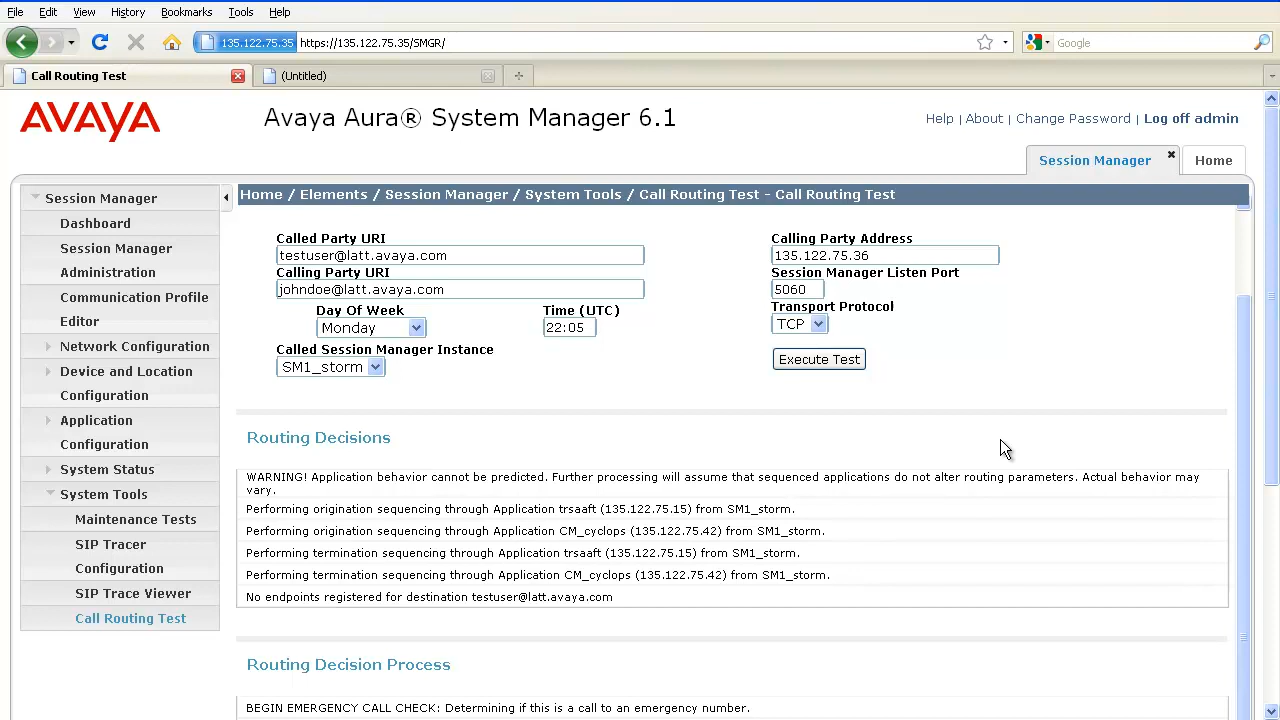 File Edit View History Bookmarks Tools Help
135.122.75.35 https://135.122.75.35/SMGR/
Google
Call Routing Test
(Untitled)
AVAYA
Avaya Aura® System Manager 6.1
Help | About | Change Password | Log off admin
Session Manager
Home
Session Manager
Dashboard
Session Manager
Administration
Communication Profile
Editor
Network Configuration
Device and Location
Configuration
Application
Configuration
System Status
System Tools
Maintenance Tests
SIP Tracer
Configuration
SIP Trace Viewer
Call Routing Test
Home / Elements / Session Manager / System Tools / Call Routing Test - Call Routing Test
Called Party URI
testuser@latt.avaya.com
Calling Party URI
johndoe@latt.avaya.com
Day Of Week
Monday
Time (UTC)
22:05
Called Session Manager Instance
SM1_storm
Calling Party Address
135.122.75.36
Session Manager Listen Port
5060
Transport Protocol
TCP
Execute Test
Routing Decisions
WARNING! Application behavior cannot be predicted. Further processing will assume that sequenced applications do not alter routing parameters. Actual behavior may
vary.
Performing origination sequencing through Application trsaaft (135.122.75.15) from SM1_storm.
Performing origination sequencing through Application CM_cyclops (135.122.75.42) from SM1_storm.
Performing termination sequencing through Application trsaaft (135.122.75.15) from SM1_storm.
Performing termination sequencing through Application CM_cyclops (135.122.75.42) from SM1_storm.
No endpoints registered for destination testuser@latt.avaya.com
Routing Decision Process
BEGIN EMERGENCY CALL CHECK: Determining if this is a call to an emergency number.